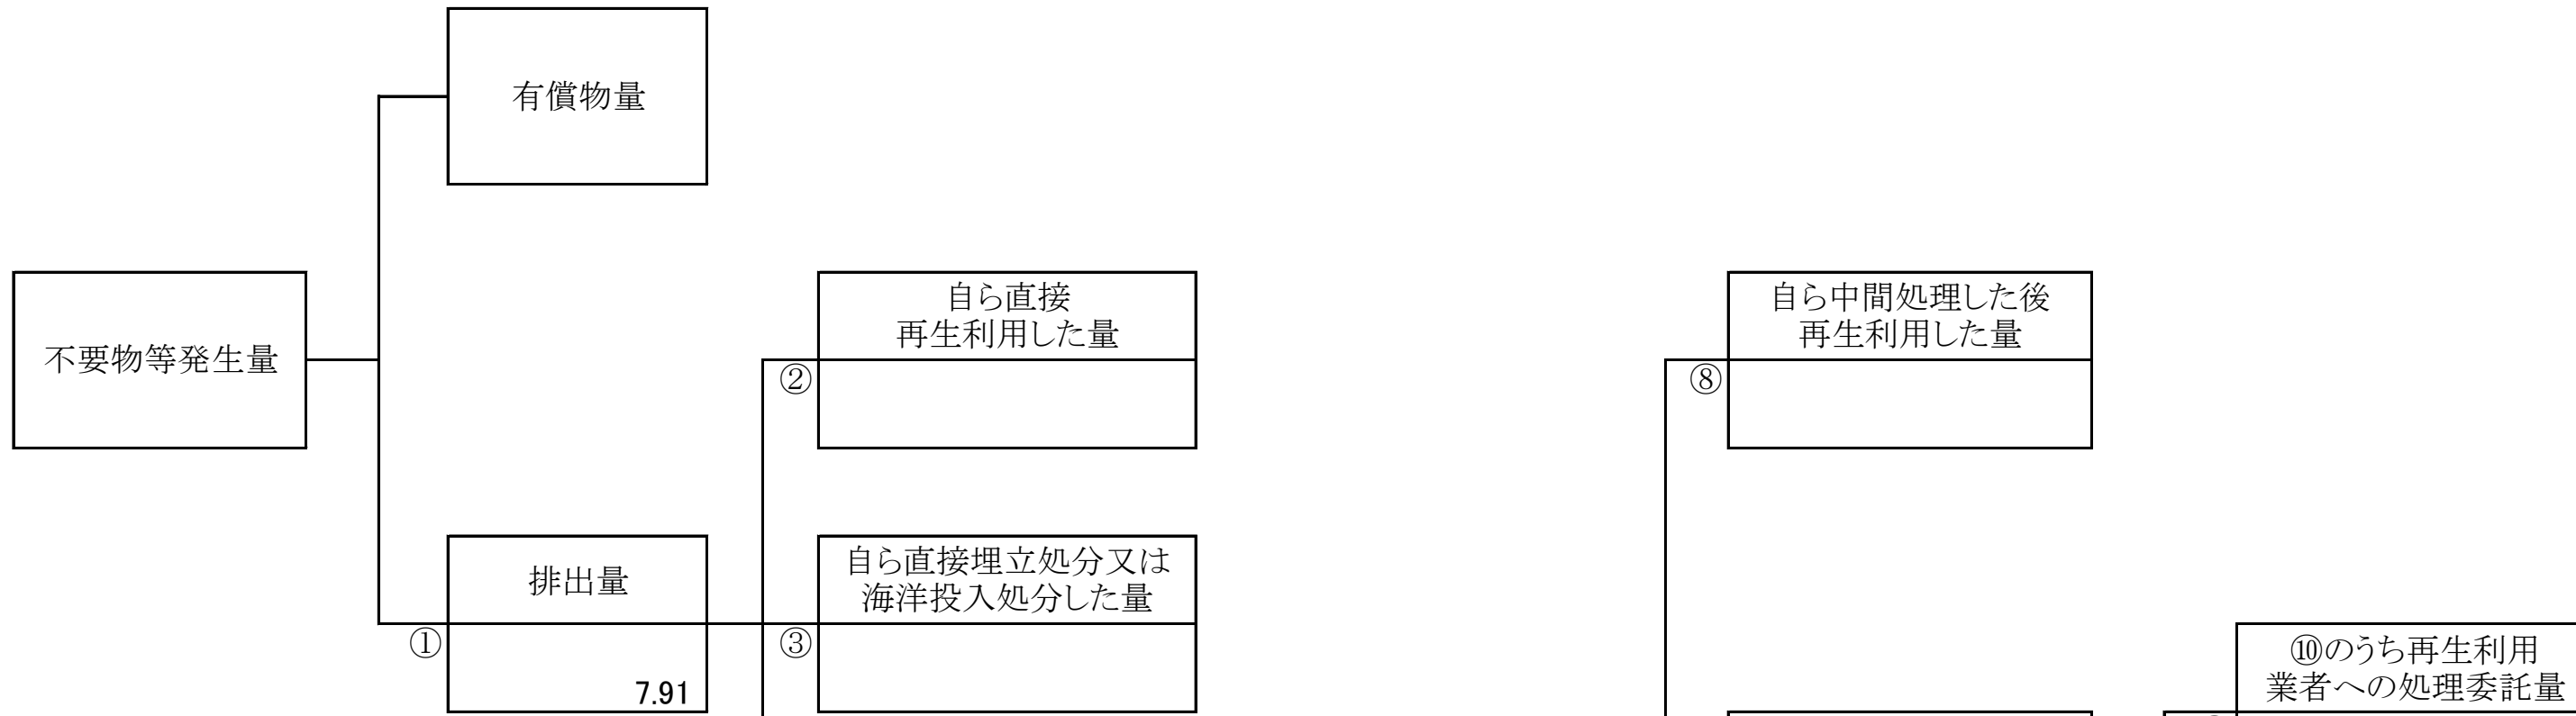 有償物量
自ら直接
再生利用した量
自ら中間処理した後
再生利用した量
不要物等発生量
②
⑧
自ら直接埋立処分又は
海洋投入処分した量
排出量
①
③
7.91
⑩のうち再生利用
業者への処理委託量